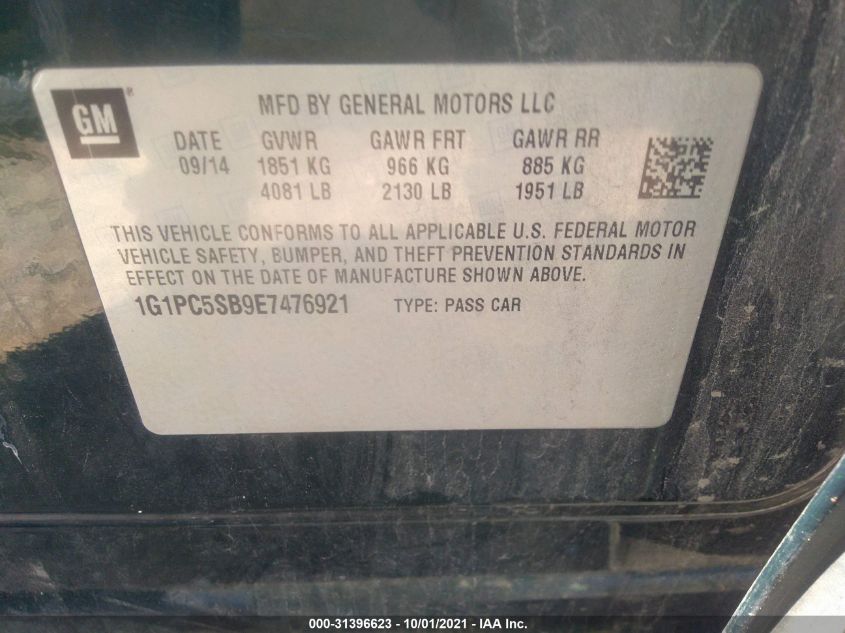 GM®
MFD BY GENERAL MOTORS LLC
DATE GVWR GAWR FRT GAWR RR
09/14 1851 KG 966 KG 885 KG
4081 LB 2130 LB 1951 LB
THIS VEHICLE CONFORMS TO ALL APPLICABLE U.S. FEDERAL MOTOR
VEHICLE SAFETY, BUMPER, AND THEFT PREVENTION STANDARDS IN
EFFECT ON THE DATE OF MANUFACTURE SHOWN ABOVE.
1G1PC5SB9E7476921 TYPE: PASS CAR
000-31396623 - 10/01/2021 - IAA Inc.